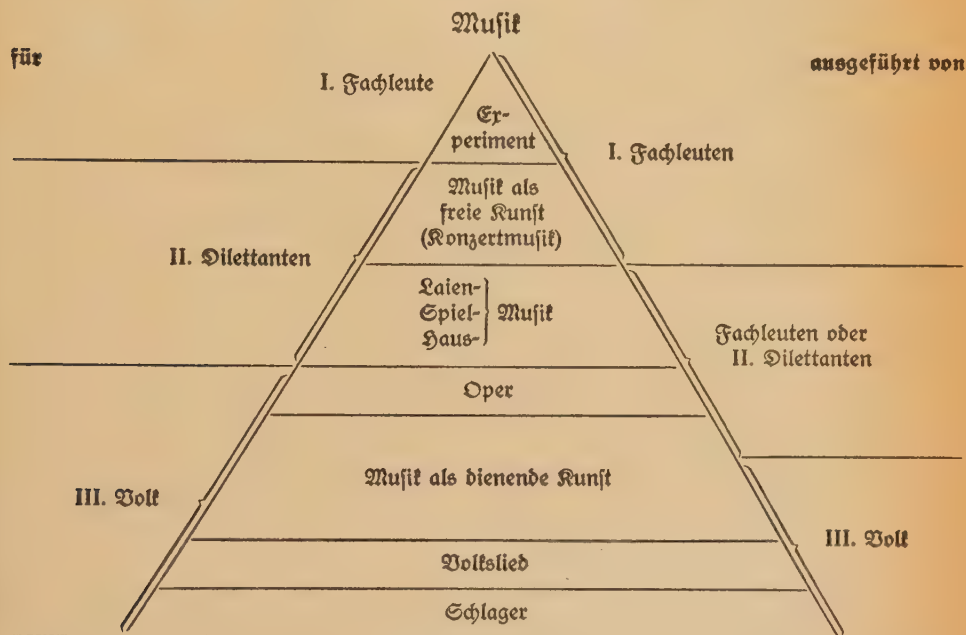 Musik
für
ausgeführt von
I. Fachleute
Ex-
periment
I. Fachleuten
Musik als
freie Kunst
(Konzertmusik)
II. Dilettanten
Laien-
Spiel- Musik
Haus-
Fachleuten oder
II. Dilettanten
Oper
Musik als dienende Kunst
III. Volk
III. Volk
Volkslied
Schlager